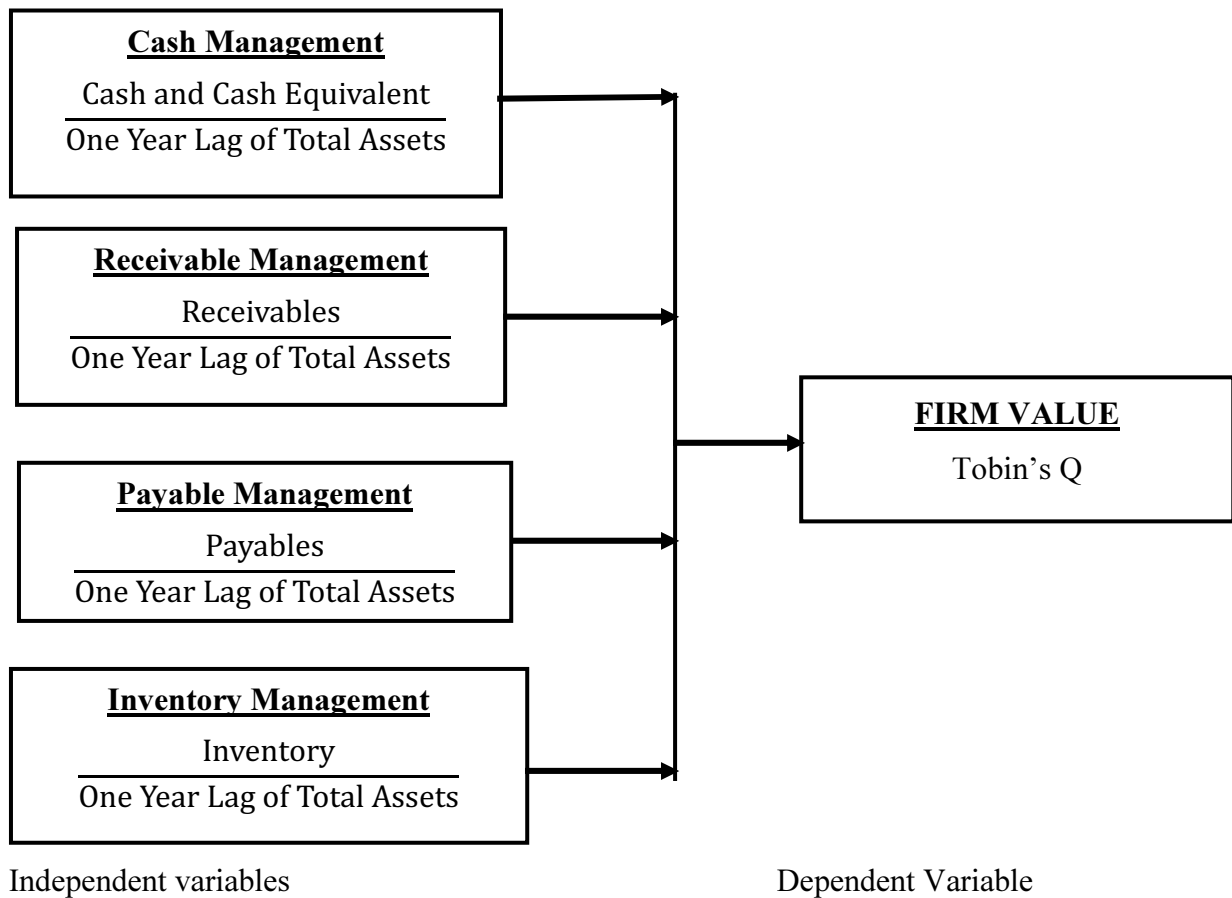 Cash Management
Cash and Cash Equivalent
One Year Lag of Total Assets
Receivable Management
Receivables
One Year Lag of Total Assets
Payable Management
Payables
One Year Lag of Total Assets
Inventory Management
Inventory
One Year Lag of Total Assets
Independent variables
FIRM VALUE
Tobin’s Q
Dependent Variable